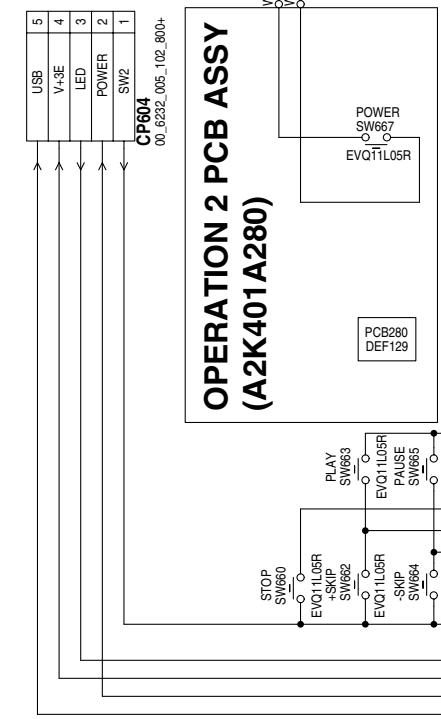 5 USB
4 V+3E
3 LED
2 POWER
1 SW2
CP604
00_6232_005_102_800+
OPERATION 2 PCB ASSY
(A2K401A280)
V
V
POWER
SW667
EVQ11L05R
PCB280
DEF129
PLAY
SW663
EVQ11L05R
PAUSE
SW665
STOP
SW660
EVQ11L05R
+SKIP
SW662
EVQ11L05R
-SKIP
SW664